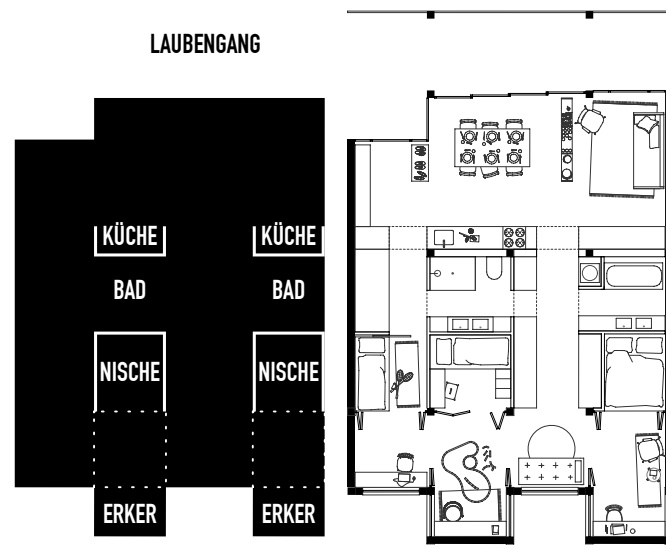 LAUBENGANG
KÜCHE KÜCHE
BAD BAD
NISCHE NISCHE
ERKER ERKER